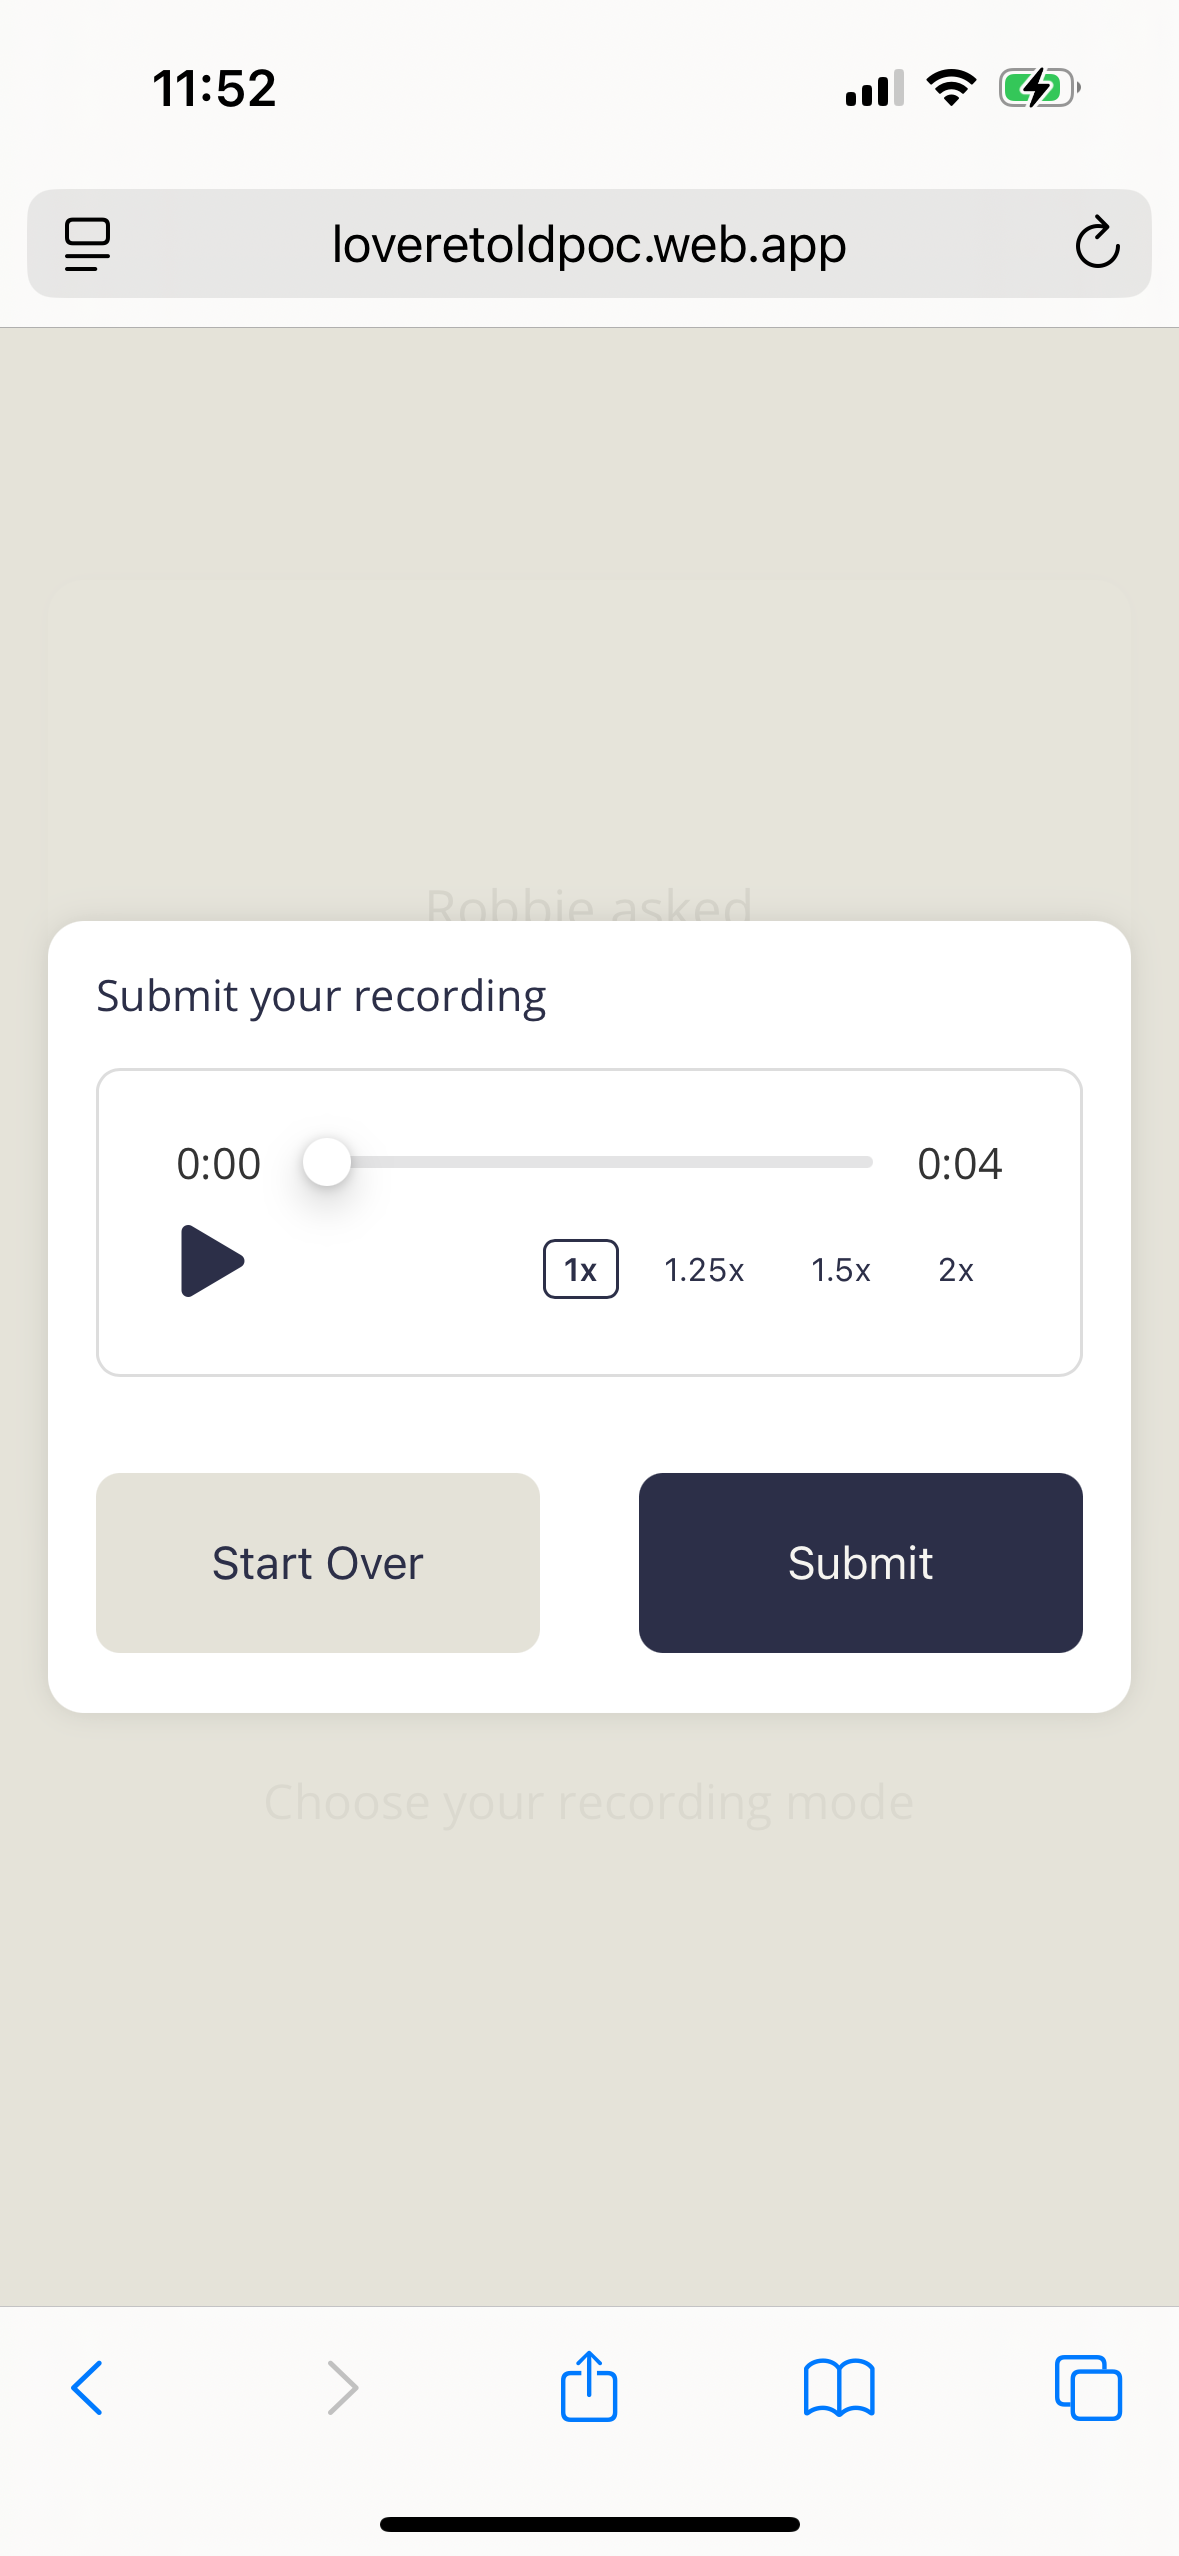 11:52
loveretoldpoc.web.app
Robbie asked
Submit your recording
0:00 0:04
1x 1.25x 1.5x 2x
Start Over Submit
Choose your recording mode